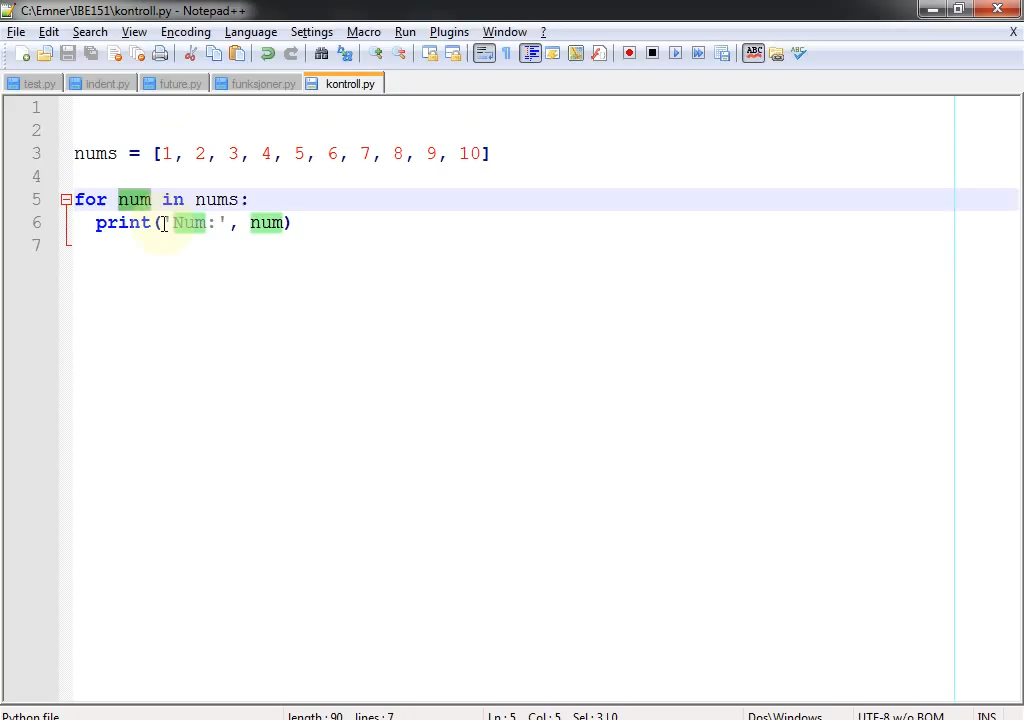 C:\Emner\IBE151\kontroll.py - Notepad++
File Edit Search View Encoding Language Settings Macro Run Plugins Window ? X
test.py indent.py future.py funksjoner.py kontroll.py
1
2
3 nums = [1, 2, 3, 4, 5, 6, 7, 8, 9, 10]
4
5 for num in nums:
6 print('Num:', num)
7
Python file length : 90 lines : 7 Ln : 5 Col : 5 Sel : 3 | 0 Dos\Windows UTF-8 w/o BOM INS